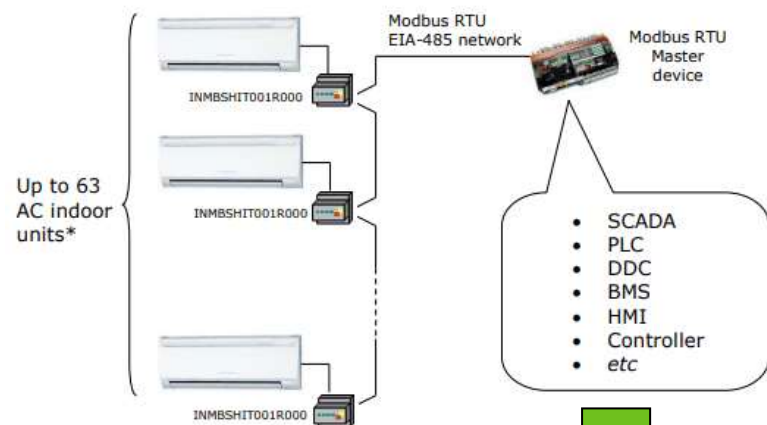 Modbus RTU
EIA-485 network
Modbus RTU
Master
device
INMBSHIT001R000
Up to 63
AC indoor
units*
INMBSHIT001R000
• SCADA
• PLC
• DDC
• BMS
• HMI
• Controller
• etc
INMBSHIT001R000